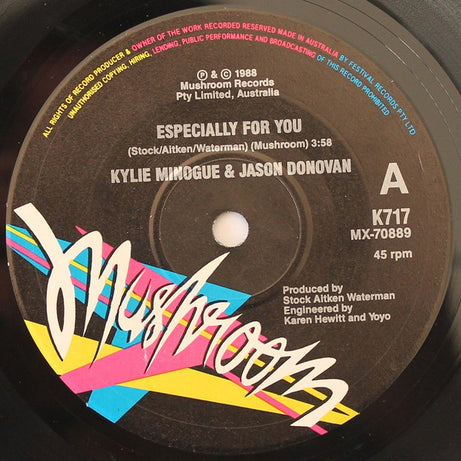 ALL RIGHTS OF RECORD PRODUCER & OWNER OF THE WORK RECORDED RESERVED MADE IN AUSTRALIA BY FESTIVAL RECORDS PTY LTD
UNAUTHORISED COPYING, HIRING, LENDING, PUBLIC PERFORMANCE AND BROADCASTING OF THIS RECORD PROHIBITED
℗ & © 1988
Mushroom Records
Pty Limited, Australia
ESPECIALLY FOR YOU
(Stock/Aitken/Waterman) (Mushroom) 3:58
KYLIE MINOGUE & JASON DONOVAN
A
K717
MX-70889
45 rpm
Produced by
Stock Aitken Waterman
Engineered by
Karen Hewitt and Yoyo
Mushroom